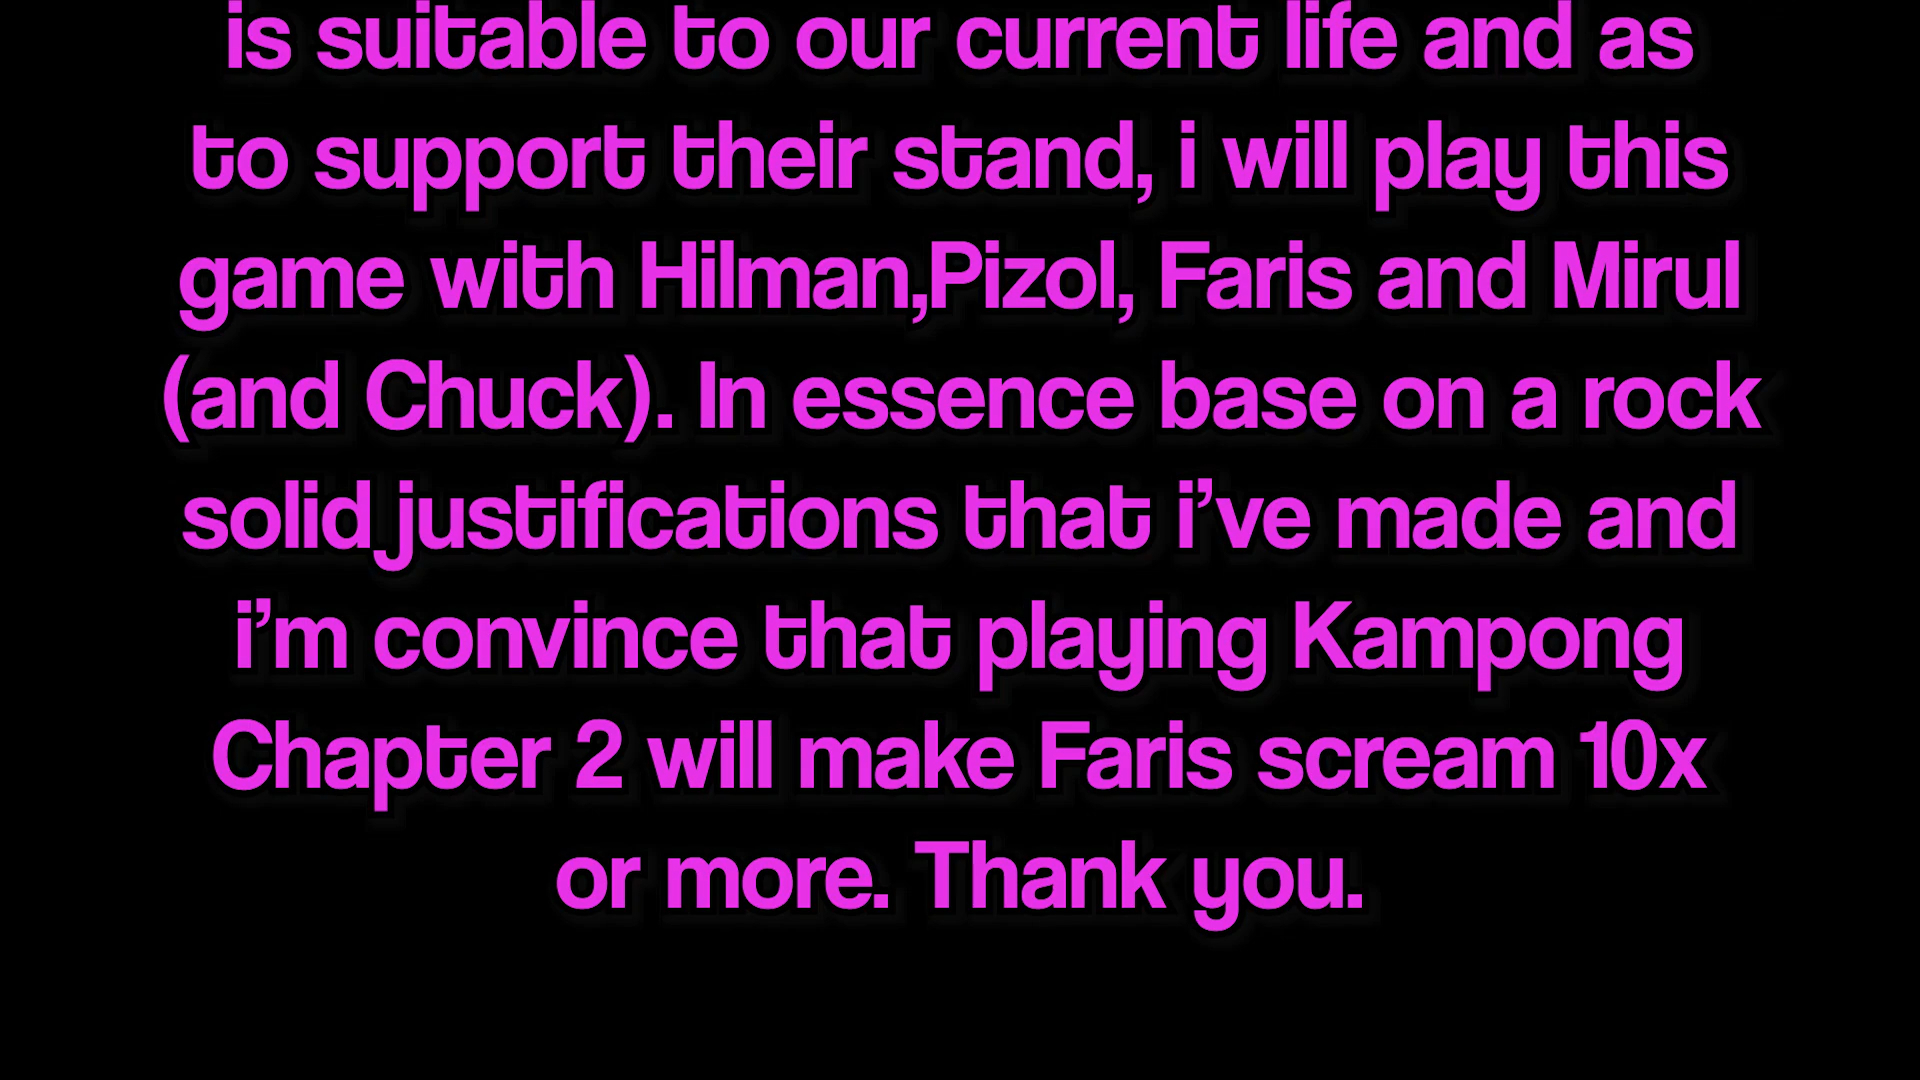 is suitable to our current life and as
to support their stand, i will play this
game with Hilman,Pizol, Faris and Mirul
(and Chuck). In essence base on a rock
solid justifications that i’ve made and
i’m convince that playing Kampong
Chapter 2 will make Faris scream 10x
or more. Thank you.